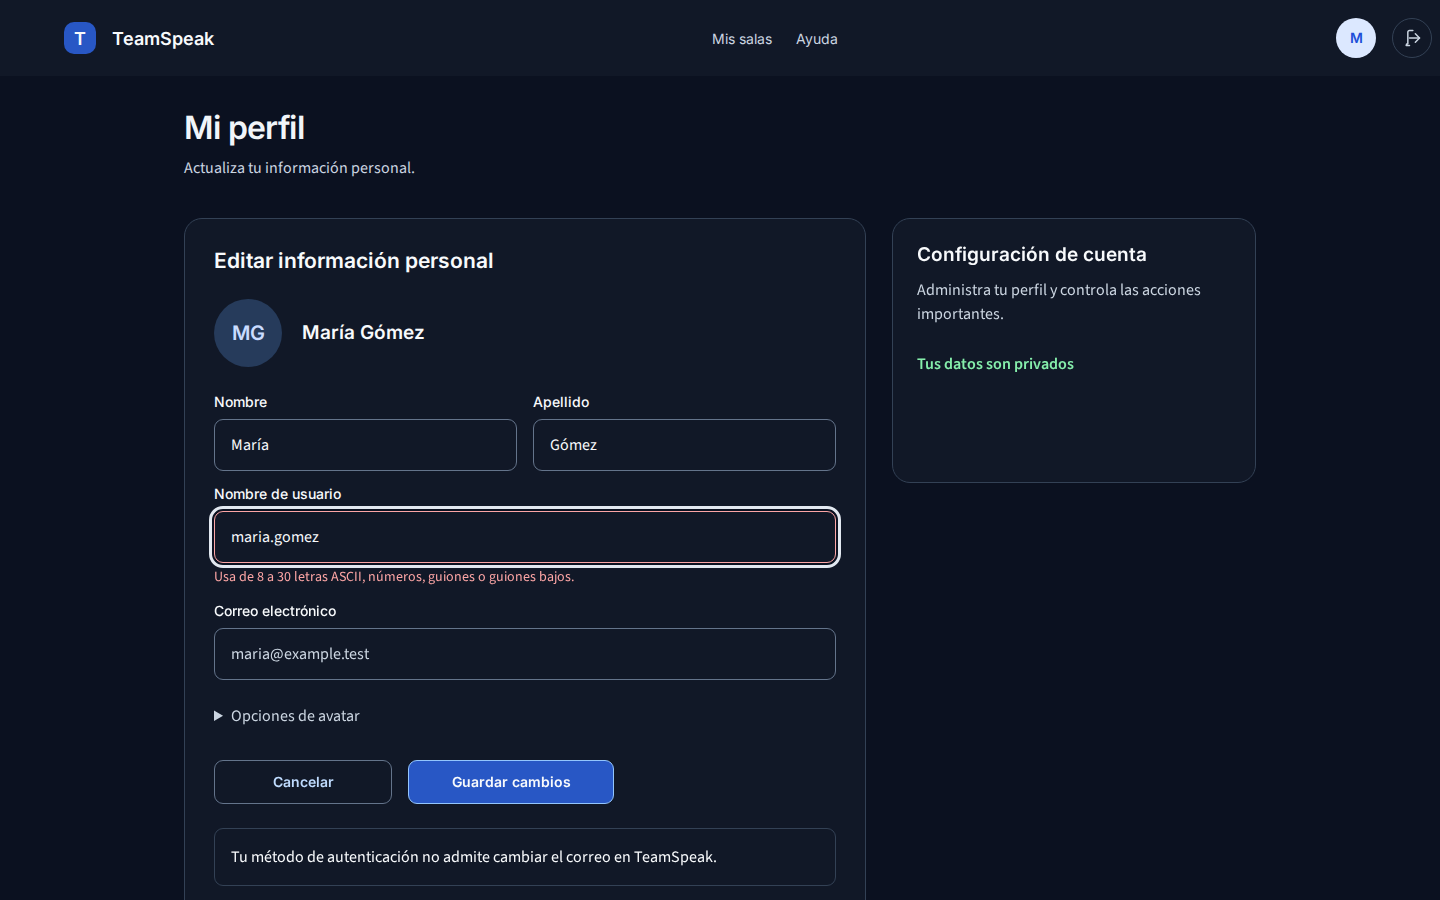 T
TeamSpeak
Mis salas
Ayuda
M
Mi perfil
Actualiza tu información personal.
Editar información personal
MG
María Gómez
Nombre
Apellido
María
Gómez
Nombre de usuario
maria.gomez
Usa de 8 a 30 letras ASCII, números, guiones o guiones bajos.
Correo electrónico
maria@example.test
Opciones de avatar
Cancelar
Guardar cambios
Tu método de autenticación no admite cambiar el correo en TeamSpeak.
Configuración de cuenta
Administra tu perfil y controla las acciones
importantes.
Tus datos son privados